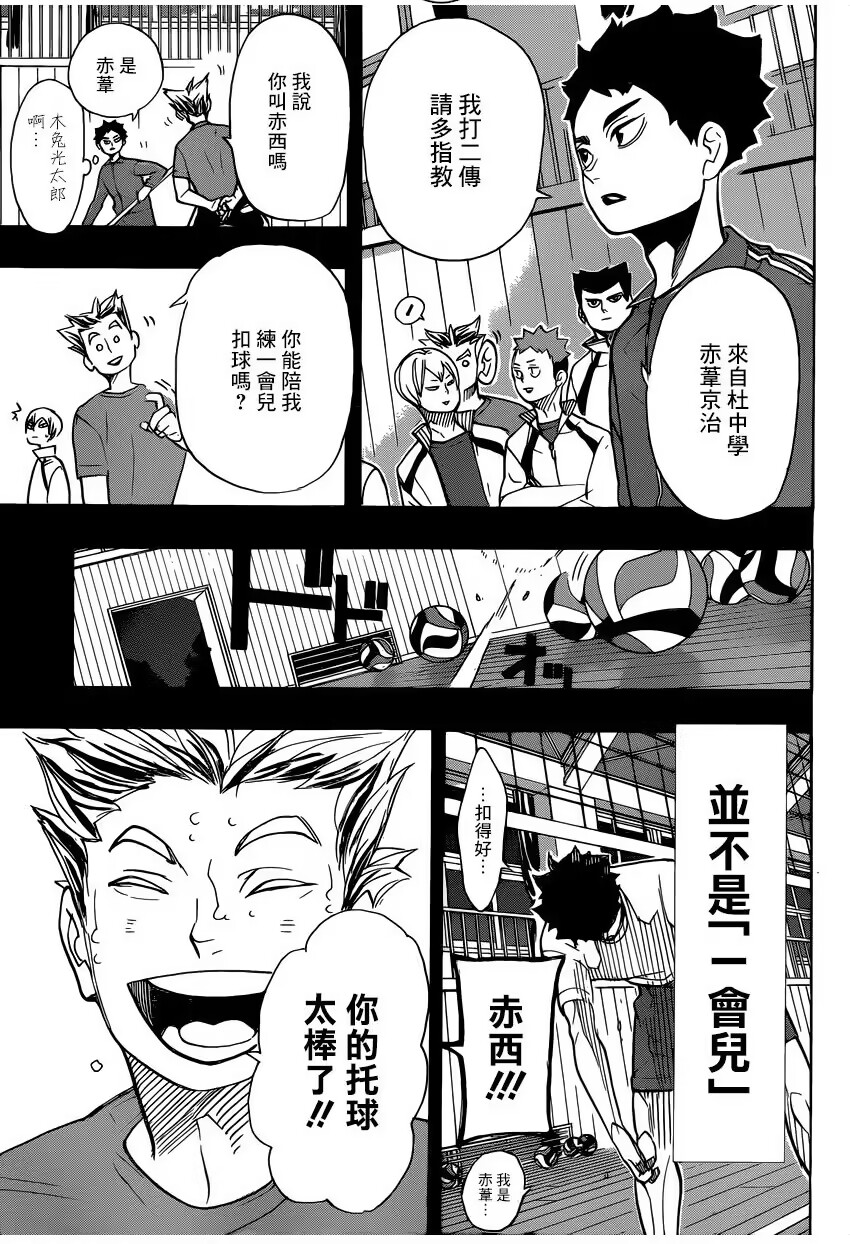 來自杜中學
赤葦京治
我打二傳
請多指教
我說
你叫赤西嗎
是
赤葦
木兔光太郎
啊…
你能陪我
練一會兒
扣球嗎？
ドドオ
並不是「一會兒」
…扣得好…
赤西!!!
我是
赤葦…
你的托球
太棒了!!